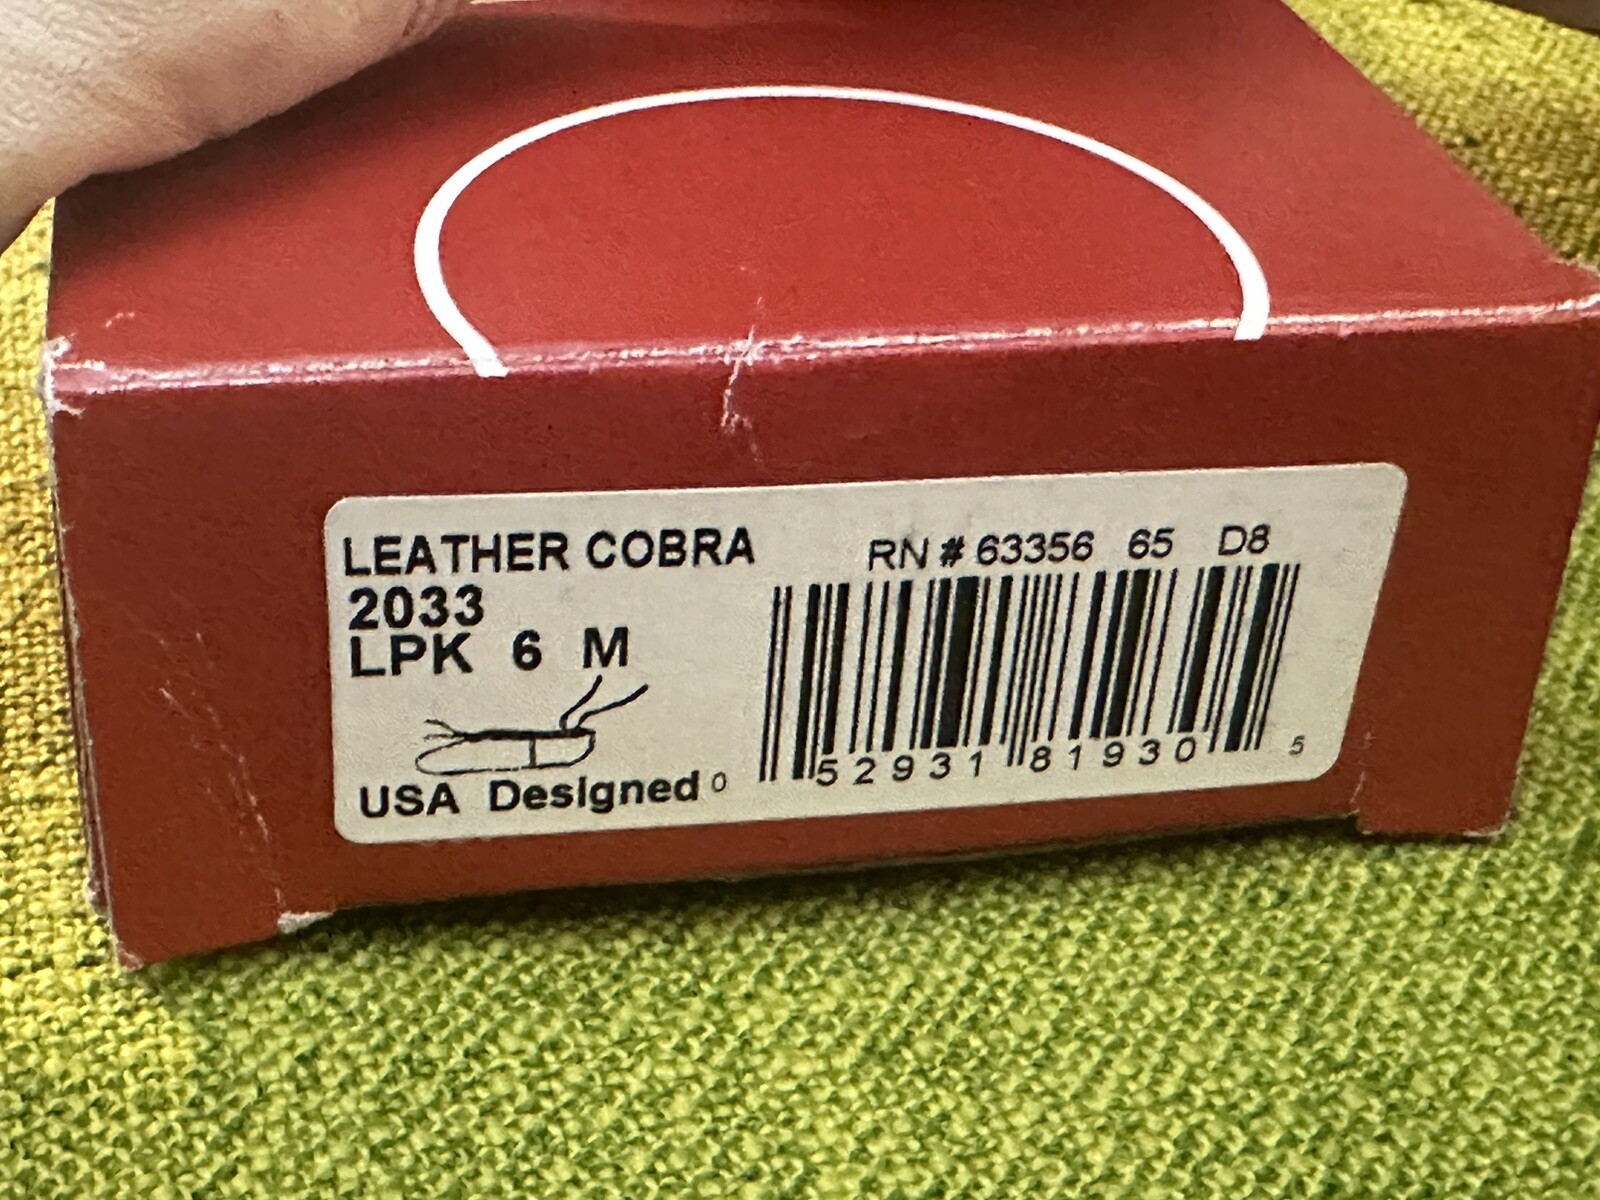 LEATHER COBRA
2033
LPK 6 M
USA Designed
RN # 63356 65 D8
0 52931 81930 5